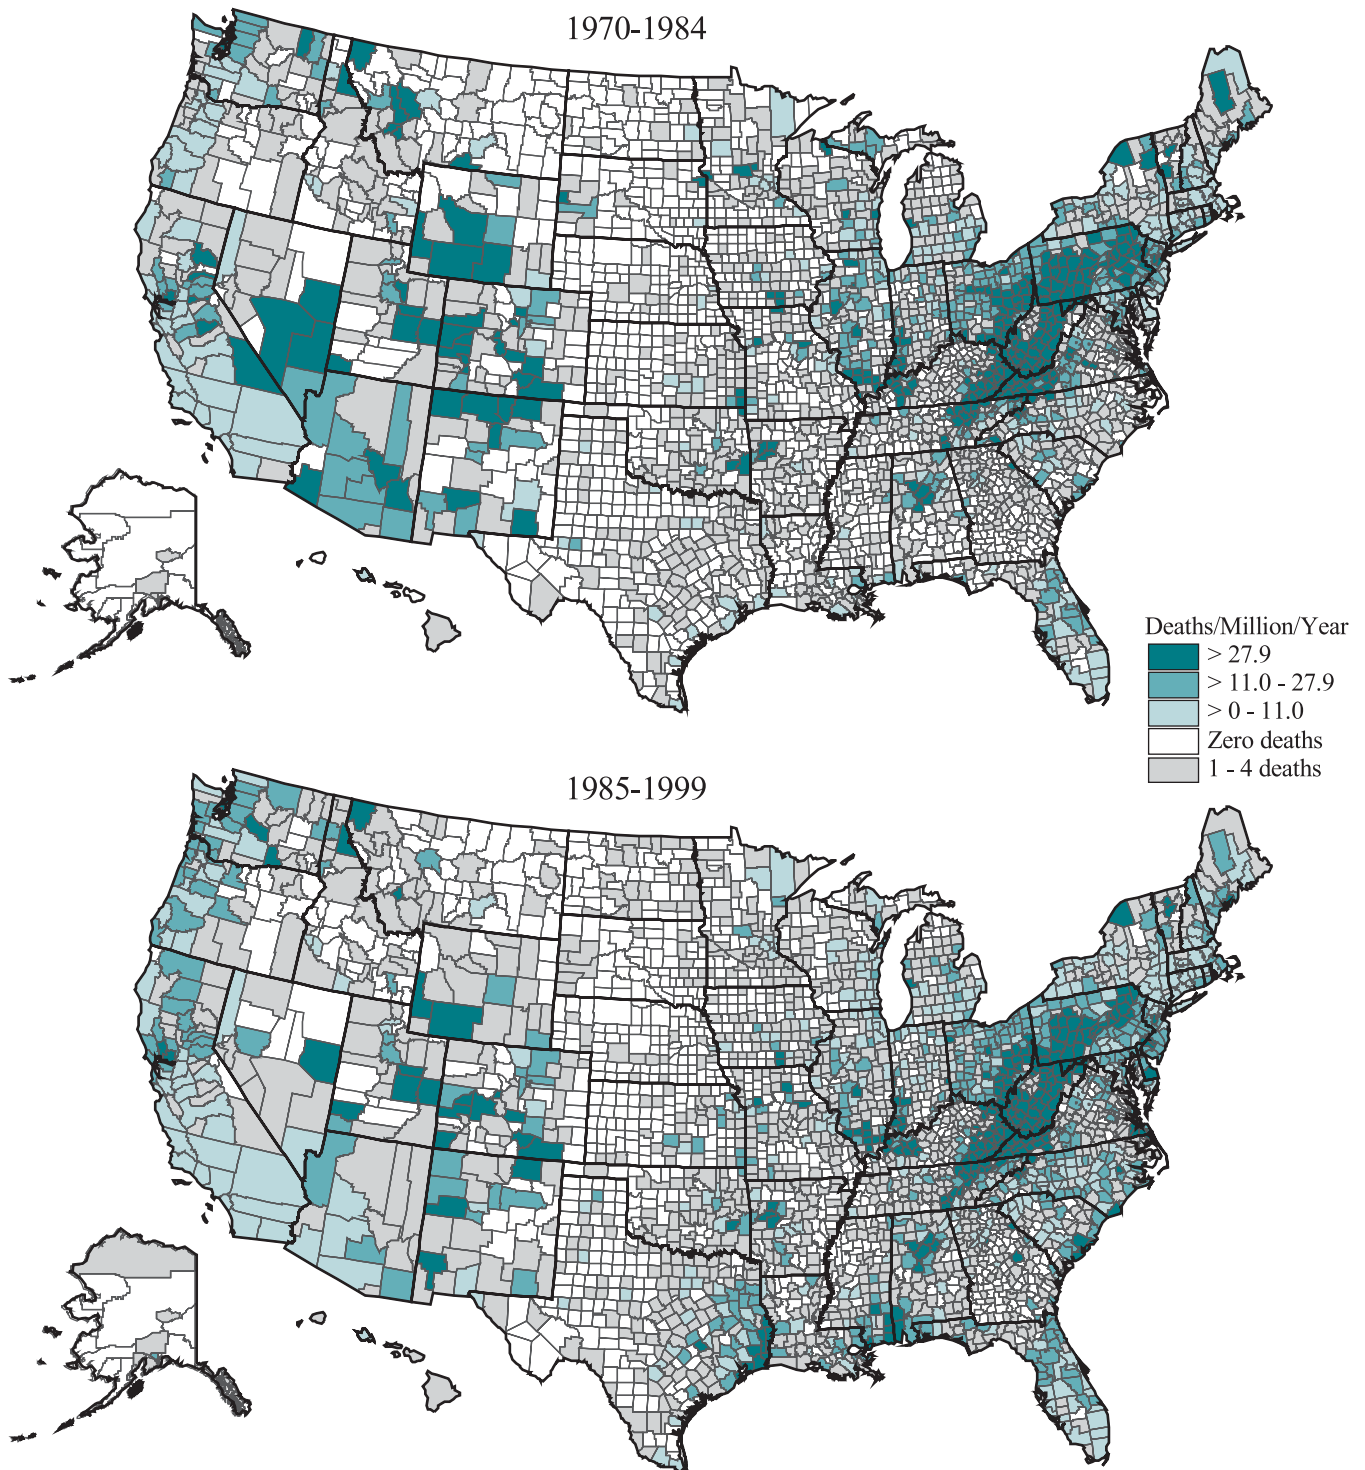 1970-1984
Deaths/Million/Year
> 27.9
> 11.0 - 27.9
> 0 - 11.0
Zero deaths
1 - 4 deaths
1985-1999